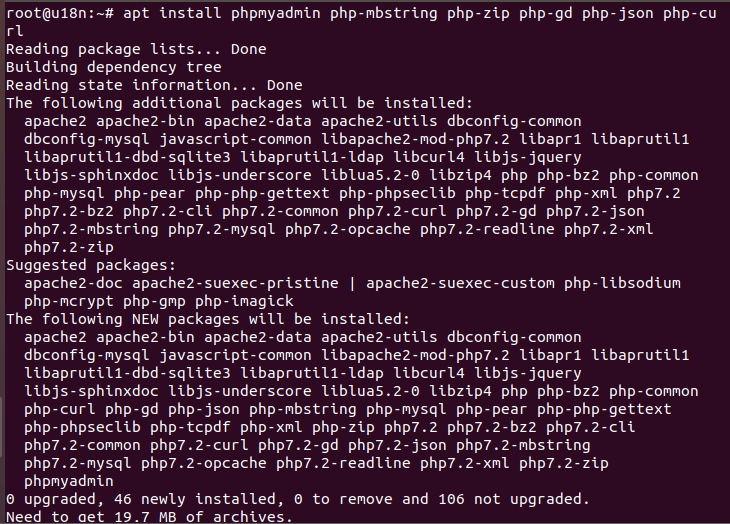 root@u18n:~# apt install phpmyadmin php-mbstring php-zip php-gd php-json php-cu
rl
Reading package lists... Done
Building dependency tree
Reading state information... Done
The following additional packages will be installed:
  apache2 apache2-bin apache2-data apache2-utils dbconfig-common
  dbconfig-mysql javascript-common libapache2-mod-php7.2 libapr1 libaprutil1
  libaprutil1-dbd-sqlite3 libaprutil1-ldap libcurl4 libjs-jquery
  libjs-sphinxdoc libjs-underscore liblua5.2-0 libzip4 php php-bz2 php-common
  php-mysql php-pear php-php-gettext php-phpseclib php-tcpdf php-xml php7.2
  php7.2-bz2 php7.2-cli php7.2-common php7.2-curl php7.2-gd php7.2-json
  php7.2-mbstring php7.2-mysql php7.2-opcache php7.2-readline php7.2-xml
  php7.2-zip
Suggested packages:
  apache2-doc apache2-suexec-pristine | apache2-suexec-custom php-libsodium
  php-mcrypt php-gmp php-imagick
The following NEW packages will be installed:
  apache2 apache2-bin apache2-data apache2-utils dbconfig-common
  dbconfig-mysql javascript-common libapache2-mod-php7.2 libapr1 libaprutil1
  libaprutil1-dbd-sqlite3 libaprutil1-ldap libcurl4 libjs-jquery
  libjs-sphinxdoc libjs-underscore liblua5.2-0 libzip4 php php-bz2 php-common
  php-curl php-gd php-json php-mbstring php-mysql php-pear php-php-gettext
  php-phpseclib php-tcpdf php-xml php-zip php7.2 php7.2-bz2 php7.2-cli
  php7.2-common php7.2-curl php7.2-gd php7.2-json php7.2-mbstring
  php7.2-mysql php7.2-opcache php7.2-readline php7.2-xml php7.2-zip
  phpmyadmin
0 upgraded, 46 newly installed, 0 to remove and 106 not upgraded.
Need to get 19.7 MB of archives.